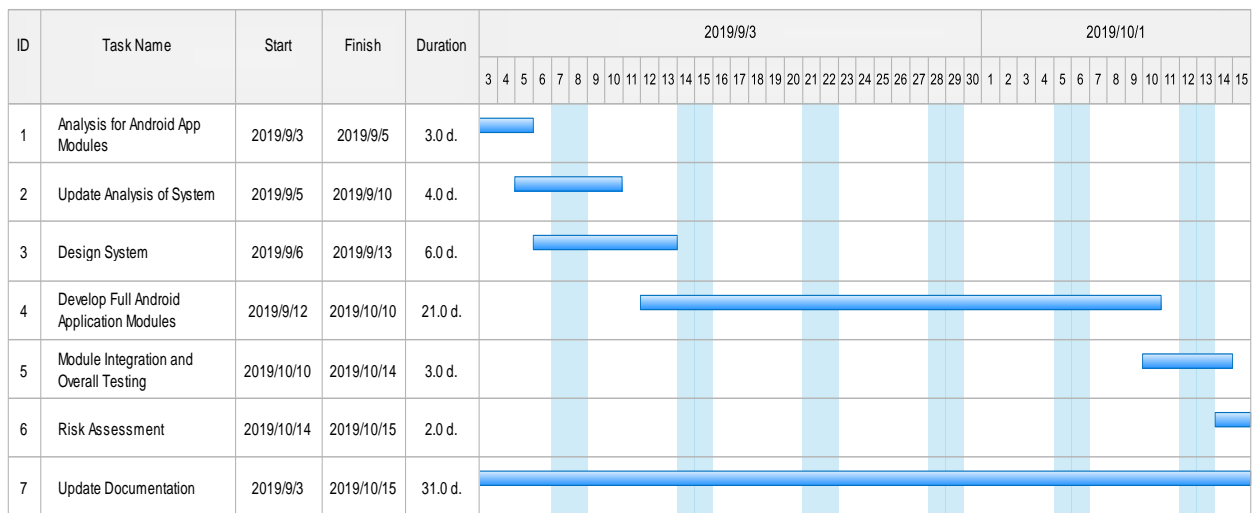 ID Task Name Start Finish Duration 2019/9/3 2019/10/1
3 4 5 6 7 8 9 10 11 12 13 14 15 16 17 18 19 20 21 22 23 24 25 26 27 28 29 30 1 2 3 4 5 6 7 8 9 10 11 12 13 14 15
1 Analysis for Android App
Modules 2019/9/3 2019/9/5 3.0 d.
2 Update Analysis of System 2019/9/5 2019/9/10 4.0 d.
3 Design System 2019/9/6 2019/9/13 6.0 d.
4 Develop Full Android
Application Modules 2019/9/12 2019/10/10 21.0 d.
5 Module Integration and
Overall Testing 2019/10/10 2019/10/14 3.0 d.
6 Risk Assessment 2019/10/14 2019/10/15 2.0 d.
7 Update Documentation 2019/9/3 2019/10/15 31.0 d.